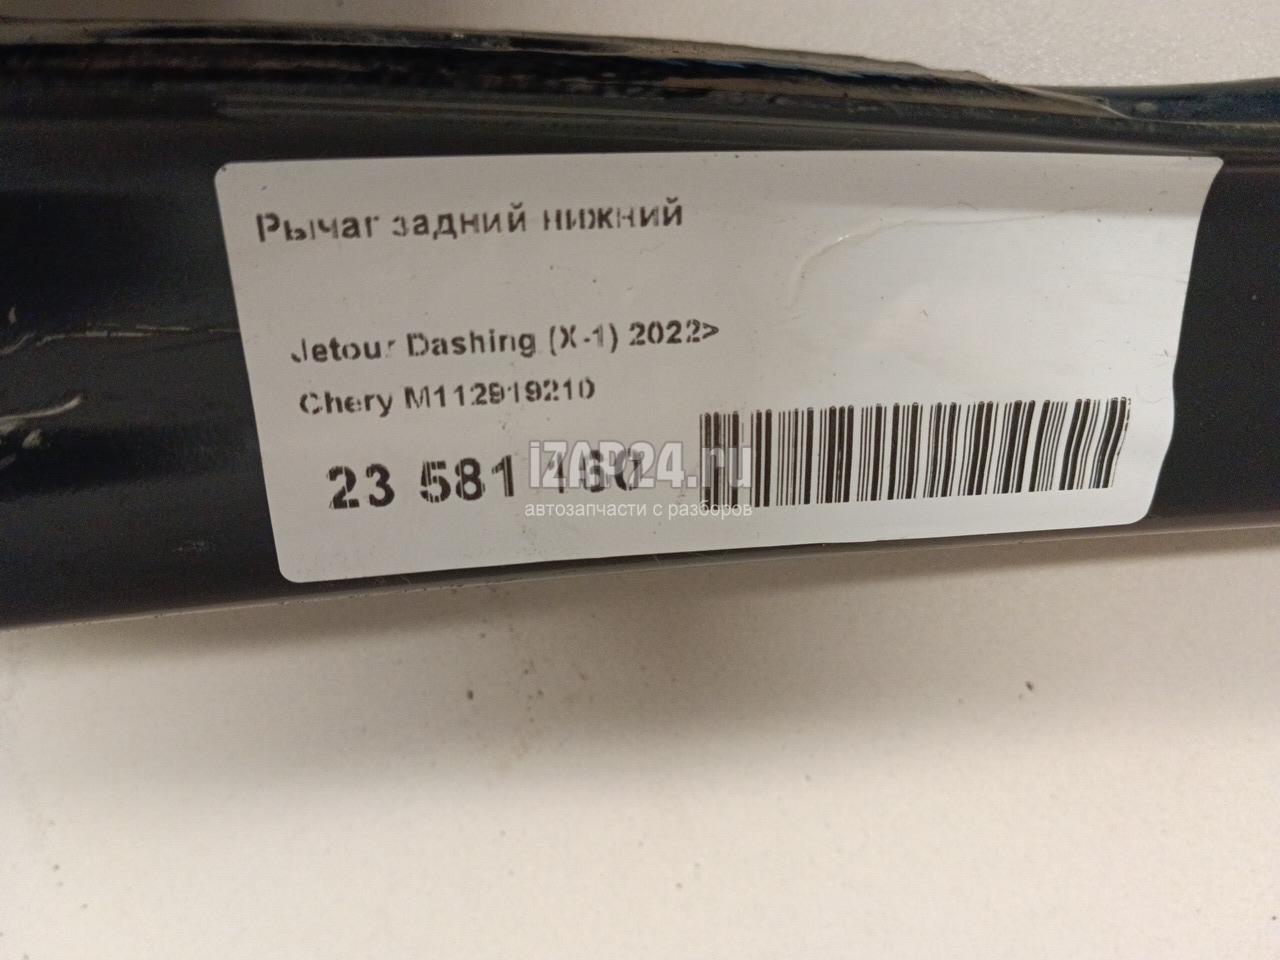 Рычаг задний нижний
Jetour Dashing (X-1) 2022>
Chery M112919210
23 581
iZAP24.ru
автозапчасти с разборов